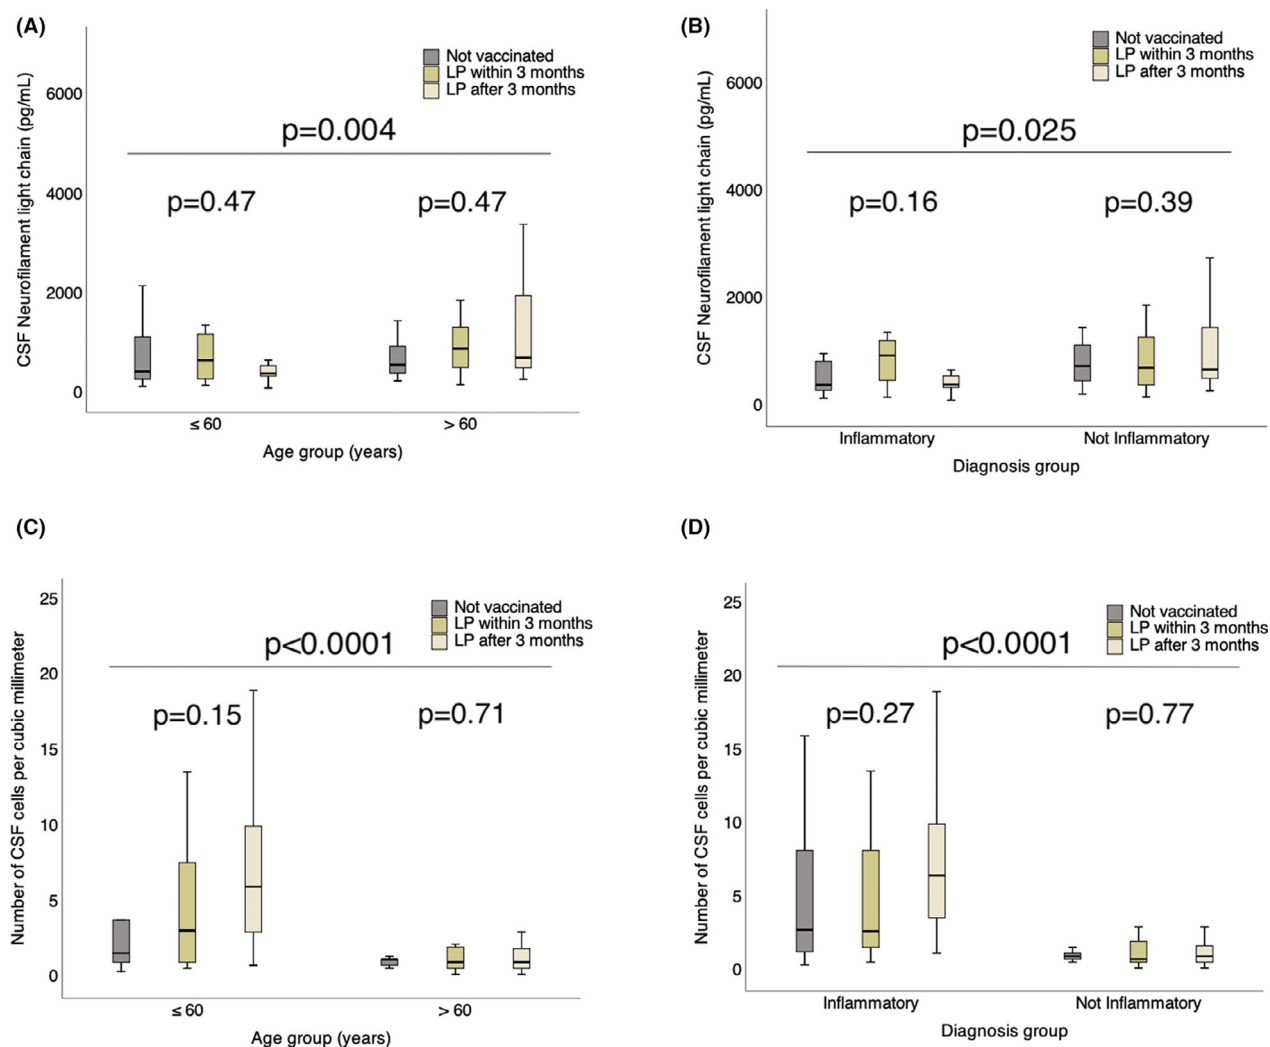 (A)
Not vaccinated
LP within 3 months
LP after 3 months
CSF Neurofilament light chain (pg/mL)
6000
4000
2000
0
p=0.004
p=0.47
p=0.47
≤ 60
> 60
Age group (years)
(B)
Not vaccinated
LP within 3 months
LP after 3 months
CSF Neurofilament light chain (pg/mL)
6000
4000
2000
0
p=0.025
p=0.16
p=0.39
Inflammatory
Not Inflammatory
Diagnosis group
(C)
Not vaccinated
LP within 3 months
LP after 3 months
Number of CSF cells per cubic millimeter
25
20
15
10
5
0
p<0.0001
p=0.15
p=0.71
≤ 60
> 60
Age group (years)
(D)
Not vaccinated
LP within 3 months
LP after 3 months
Number of CSF cells per cubic millimeter
25
20
15
10
5
0
p<0.0001
p=0.27
p=0.77
Inflammatory
Not Inflammatory
Diagnosis group